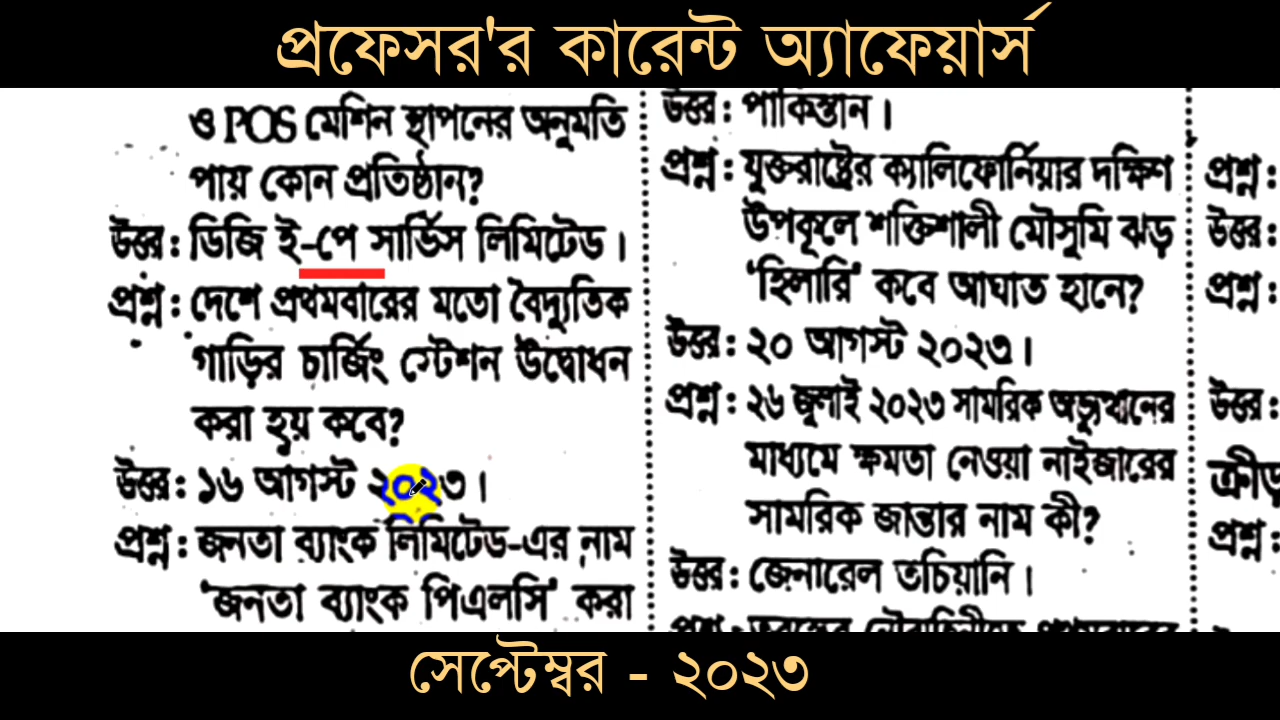 প্রফেসর'র কারেন্ট অ্যাফেয়ার্স
ও POS মেশিন স্থাপনের অনুমতি
পায় কোন প্রতিষ্ঠান?
উত্তর : ডিজি ই-পে সার্ভিস লিমিটেড।
প্রশ্ন : দেশে প্রথমবারের মতো বৈদ্যুতিক
গাড়ির চার্জিং স্টেশন উদ্বোধন
করা হয় কবে?
উত্তর : ১৬ আগস্ট ২০২৩।
প্রশ্ন : জনতা ব্যাংক লিমিটেড-এর নাম
'জনতা ব্যাংক পিএলসি' করা
উত্তর : পাকিস্তান।
প্রশ্ন : যুক্তরাষ্ট্রের ক্যালিফোর্নিয়ার দক্ষিণ
উপকূলে শক্তিশালী মৌসুমি ঝড়
'হিলারি' কবে আঘাত হানে?
উত্তর : ২০ আগস্ট ২০২৩।
প্রশ্ন : ২৬ জুলাই ২০২৩ সামরিক অভ্যুত্থানের
মাধ্যমে ক্ষমতা নেওয়া নাইজারের
সামরিক জান্তার নাম কী?
উত্তর : জেনারেল তচিয়ানি।
প্রশ্ন :
প্রশ্ন :
উত্তর :
প্রশ্ন :
উত্তর :
প্রশ্ন :
সেপ্টেম্বর - ২০২৩